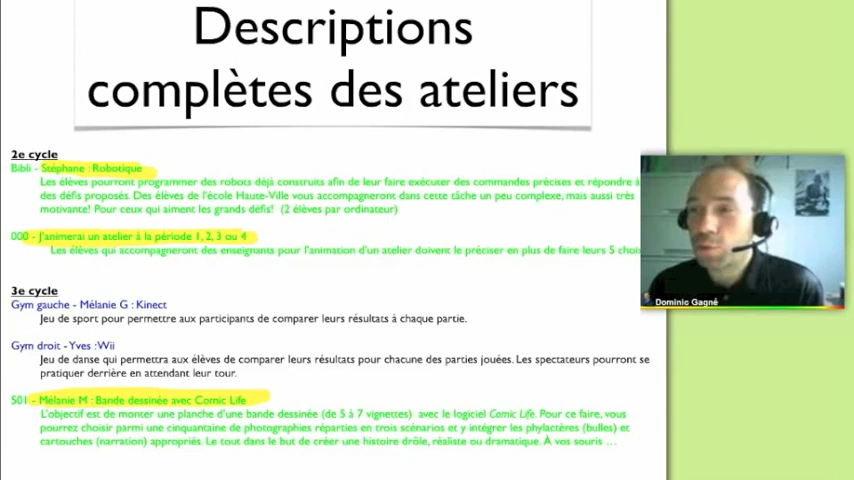 Descriptions
complètes des ateliers
2e cycle
Bibli - Stéphane : Robotique
Les élèves pourront programmer des robots déjà construits afin de leur faire exécuter des commandes précises et répondre à
des défis proposés. Des élèves de l'école Haute-Ville vous accompagneront dans cette tâche un peu complexe, mais aussi très
motivante! Pour ceux qui aiment les grands défis! (2 élèves par ordinateur)
000 - J'animerai un atelier à la période 1, 2, 3 ou 4
Les élèves qui accompagneront des enseignants pour l'animation d'un atelier doivent le préciser en plus de faire leurs 5
3e cycle
Gym gauche - Mélanie G : Kinect
Jeu de sport pour permettre aux participants de comparer leurs résultats à chaque partie.
Gym droit - Yves : Wii
Jeu de danse qui permettra aux élèves de comparer leurs résultats pour chacune des parties jouées. Les spectateurs pourront se
pratiquer derrière en attendant leur tour.
501 - Mélanie M : Bande dessinée avec Comic Life
L'objectif est de monter une planche d'une bande dessinée (de 5 à 7 vignettes) avec le logiciel Comic Life. Pour ce faire, vous
pourrez choisir parmi une cinquantaine de photographies réparties en trois scénarios et y intégrer les phylactères (bulles) et
cartouches (narration) appropriés. Le tout dans le but de créer une histoire drôle, réaliste ou dramatique. À vos souris ...
Dominic Gagné